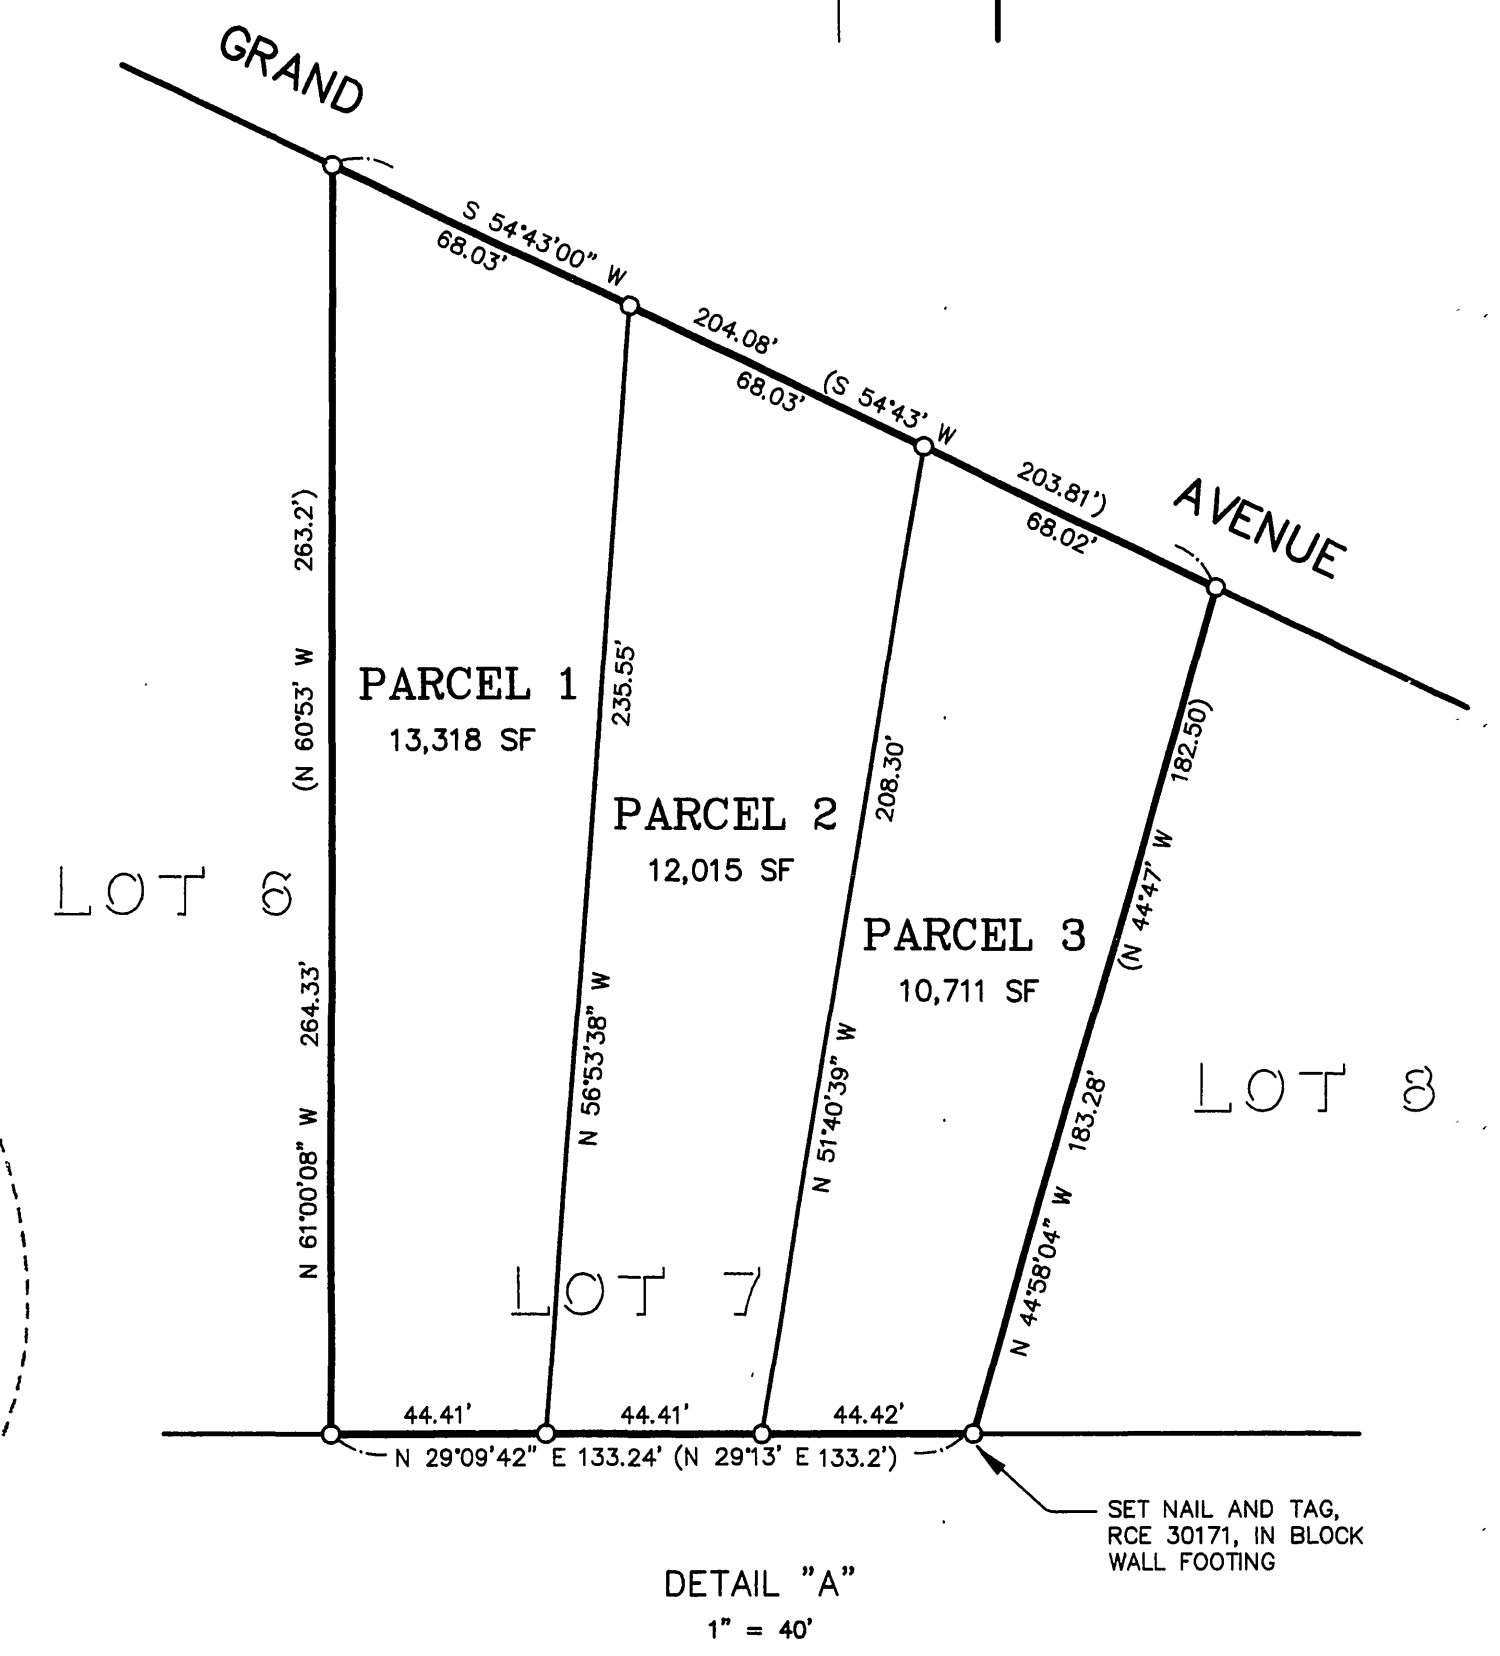 GRAND
S 54°43'00" W
68.03'
204.08'
68.03'
(S 54°43' W
203.81')
68.02'
AVENUE
(N 60°53' W 263.2')
N 61°00'08" W 264.33'
PARCEL 1
13,318 SF
235.55'
N 56°53'38" W
PARCEL 2
12,015 SF
208.30'
N 51°40'39" W
PARCEL 3
10,711 SF
(N 44°47' W 182.50)
N 44°58'04" W 183.28'
LOT 6
LOT 8
LOT 7
44.41'
44.41'
44.42'
N 29°09'42" E 133.24' (N 29°13' E 133.2')
SET NAIL AND TAG,
RCE 30171, IN BLOCK
WALL FOOTING
DETAIL "A"
1" = 40'